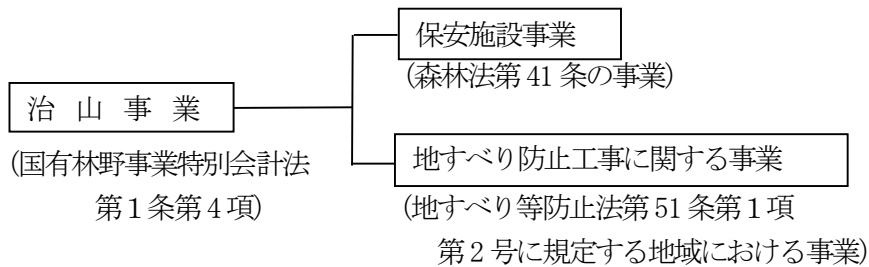 保安施設事業
(森林法第41条の事業)
治山事業
(国有林野事業特別会計法
第1条第4項)
地すべり防止工事に関する事業
(地すべり等防止法第51条第1項
第2号に規定する地域における事業)